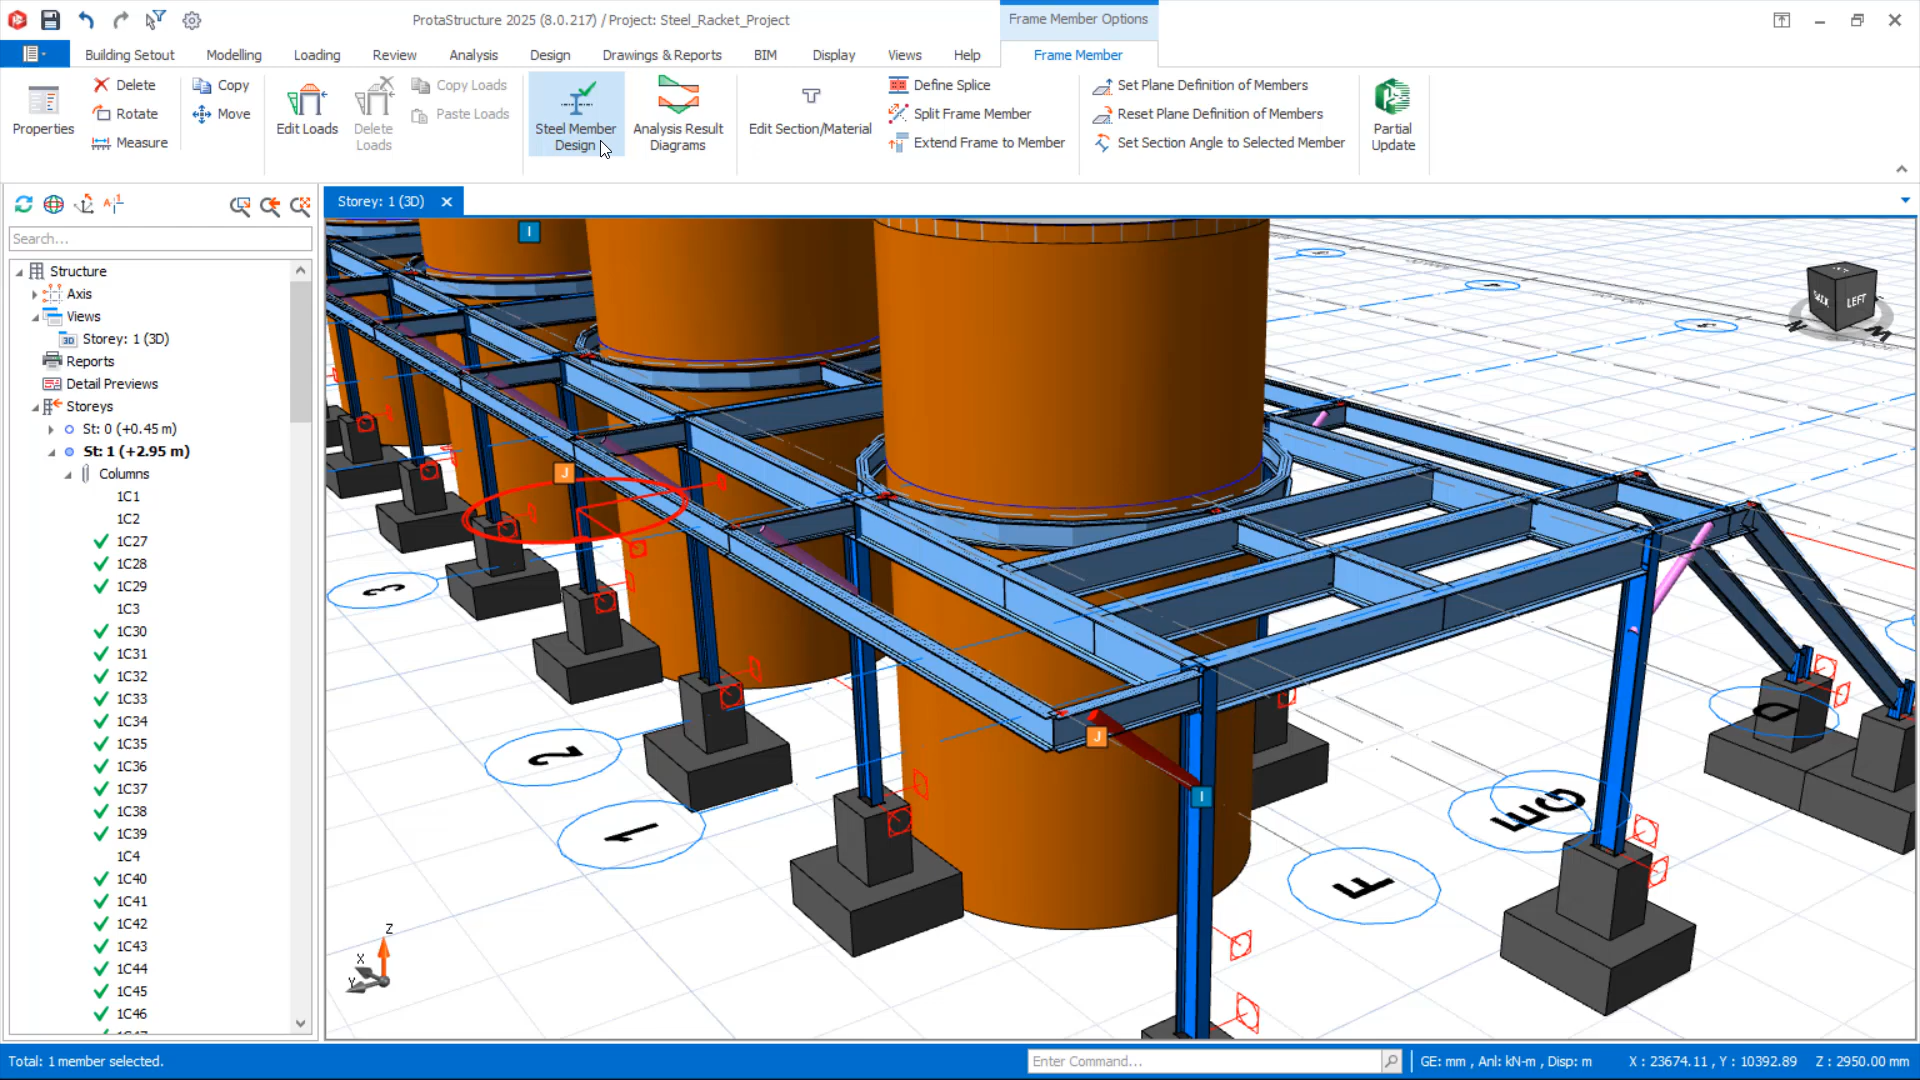 ProtaStructure 2025 (8.0.217) / Project: Steel_Racket_Project
Frame Member Options
Building Setout
Modelling
Loading
Review
Analysis
Design
Drawings & Reports
BIM
Display
Views
Help
Frame Member
Properties
Delete
Rotate
Measure
Copy
Move
Edit Loads
Delete Loads
Copy Loads
Paste Loads
Steel Member Design
Analysis Result Diagrams
Edit Section/Material
Define Splice
Split Frame Member
Extend Frame to Member
Set Plane Definition of Members
Reset Plane Definition of Members
Set Section Angle to Selected Member
Partial Update
Storey: 1 (3D)
Search...
Structure
Axis
Views
3D Storey: 1 (3D)
Reports
Detail Previews
Storeys
St: 0 (+0.45 m)
St: 1 (+2.95 m)
Columns
1C1
1C2
1C27
1C28
1C29
1C3
1C30
1C31
1C32
1C33
1C34
1C35
1C36
1C37
1C38
1C39
1C4
1C40
1C41
1C42
1C43
1C44
1C45
1C46
I
J
J
I
3
2
1
F
E
G
D
BACK
LEFT
N
Z
X
Y
Total: 1 member selected.
Enter Command...
GE: mm , Anl: kN-m , Disp: m
X : 23674.11 , Y : 10392.89
Z : 2950.00 mm